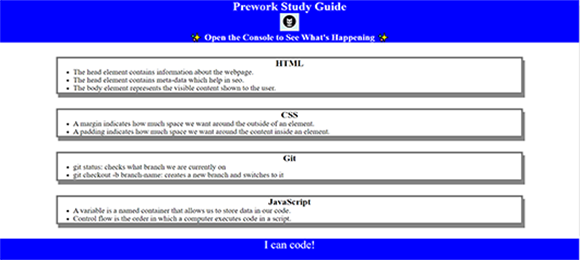 Prework Study Guide
✨ Open the Console to See What's Happening ✨
HTML
• The head element contains information about the webpage.
• The head element contains meta-data which help in seo.
• The body element represents the visible content shown to the user.
CSS
• A margin indicates how much space we want around the outside of an element.
• A padding indicates how much space we want around the content inside an element.
Git
• git status: checks what branch we are currently on
• git checkout -b branch-name: creates a new branch and switches to it
JavaScript
• A variable is a named container that allows us to store data in our code.
• Control flow is the order in which a computer executes code in a script.
I can code!